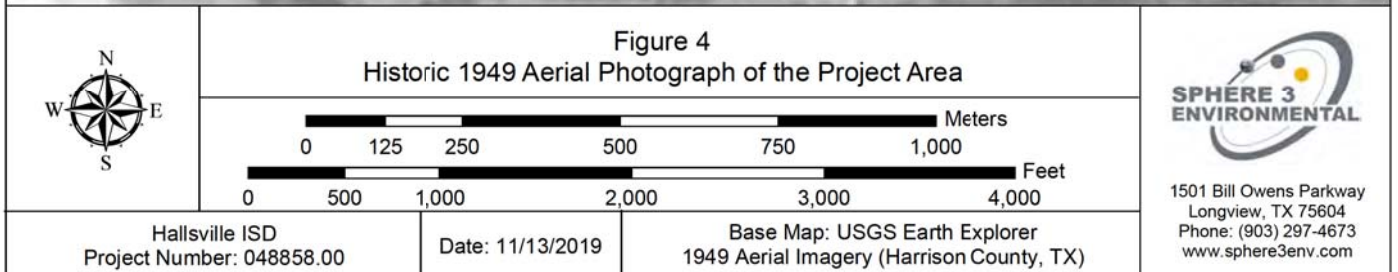 N
W E
S
Figure 4
Historic 1949 Aerial Photograph of the Project Area
Meters
0 125 250 500 750 1,000
Feet
0 500 1,000 2,000 3,000 4,000
Hallsville ISD
Project Number: 048858.00
Date: 11/13/2019
Base Map: USGS Earth Explorer
1949 Aerial Imagery (Harrison County, TX)
SPHERE 3
ENVIRONMENTAL
1501 Bill Owens Parkway
Longview, TX 75604
Phone: (903) 297-4673
www.sphere3env.com